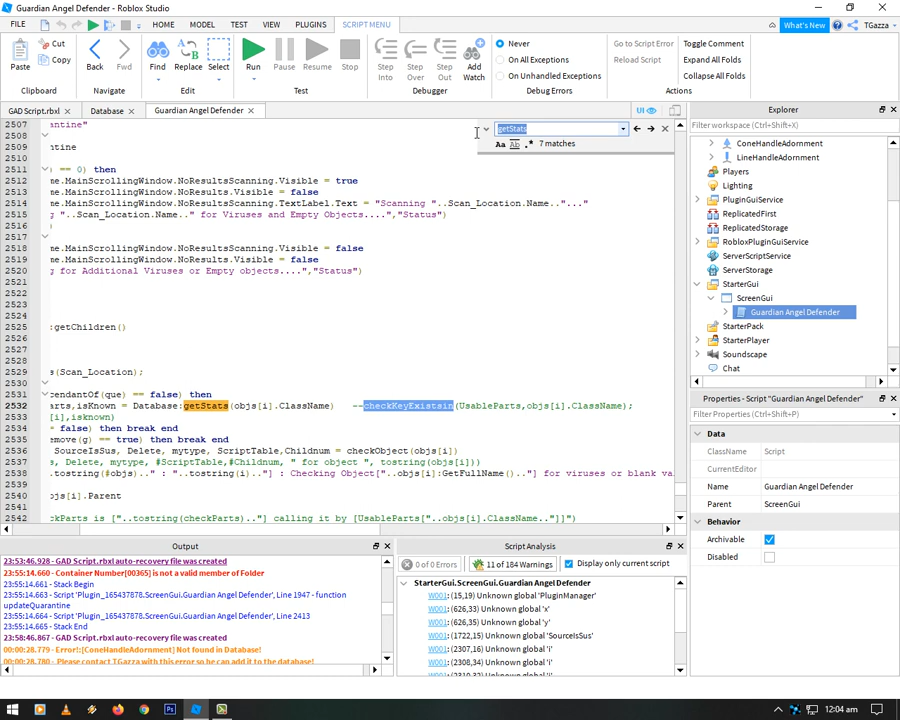 Guardian Angel Defender - Roblox Studio
FILE HOME MODEL TEST VIEW PLUGINS SCRIPT MENU What's New TGazza
Paste Cut Copy Back Fwd Find Replace Select Run Pause Resume Stop Step Into Step Over Step Out Add Watch
Never
On All Exceptions
On Unhandled Exceptions
Go to Script Error
Reload Script
Toggle Comment
Expand All Folds
Collapse All Folds
Clipboard Navigate Edit Test Debugger Debug Errors Actions
GAD Script.rbxl Database Guardian Angel Defender UI
getStats
Aa Ab .* 7 matches
2507 antine"
2508
2509 ntine
2510
2511 ) == 0) then
2512 me.MainScrollingWindow.NoResultsScanning.Visible = true
2513 me.MainScrollingWindow.NoResults.Visible = false
2514 me.MainScrollingWindow.NoResultsScanning.TextLabel.Text = "Scanning "..Scan_Location.Name.."..."
2515 g "..Scan_Location.Name.." for Viruses and Empty Objects....","Status")
2516 )
2517
2518 me.MainScrollingWindow.NoResultsScanning.Visible = false
2519 me.MainScrollingWindow.NoResults.Visible = false
2520 ng for Additional Viruses or Empty objects....","Status")
2521
2522
2523
2524
2525 :getChildren()
2526
2527
2528
2529 s(Scan_Location);
2530
2531 cendantOf(que) == false) then
2532 arts,isKnown = Database:getStats(objs[i].ClassName) --checkKeyExistsin(UsableParts,objs[i].ClassName);
2533 [i],isknown)
2534 = false) then break end
2535 emove(g) == true) then break end
2536 SourceIsSus, Delete, mytype, ScriptTable,Childnum = checkObject(objs[i])
2537 s, Delete, mytype, #ScriptTable,#Childnum, " for object ", tostring(objs[i]))
2538 tostring(#objs).." : "..tostring(i).."] : Checking Object["..objs[i]:GetFullName().."] for viruses or blank va
2539
2540 bjs[i].Parent
2541
2542 ckParts is ["..tostring(checkParts).."] calling it by [UsableParts["..objs[i].ClassName.."]]")
Explorer
Filter workspace (Ctrl+Shift+X)
ConeHandleAdornment
LineHandleAdornment
Players
Lighting
PluginGuiService
ReplicatedFirst
ReplicatedStorage
RobloxPluginGuiService
ServerScriptService
ServerStorage
StarterGui
ScreenGui
Guardian Angel Defender
StarterPack
StarterPlayer
Soundscape
Chat
Properties - Script "Guardian Angel Defender"
Filter Properties (Ctrl+Shift+P)
Data
ClassName Script
CurrentEditor
Name Guardian Angel Defender
Parent ScreenGui
Behavior
Archivable
Disabled
Output
23:53:46.928 - GAD Script.rbxl auto-recovery file was created
23:55:14.660 - Container Number[00365] is not a valid member of Folder
23:55:14.661 - Stack Begin
23:55:14.663 - Script 'Plugin_165437878.ScreenGui.Guardian Angel Defender', Line 1947 - function
updateQuarantine
23:55:14.664 - Script 'Plugin_165437878.ScreenGui.Guardian Angel Defender', Line 2413
23:55:14.665 - Stack End
23:58:46.867 - GAD Script.rbxl auto-recovery file was created
00:00:28.779 - Error!:[ConeHandleAdornment] Not found in Database!
00:00:28.780 - Please contact TGazza with this error so he can add it to the database!
Script Analysis
0 of 0 Errors 11 of 184 Warnings Display only current script
StarterGui.ScreenGui.Guardian Angel Defender
W001: (15,19) Unknown global 'PluginManager'
W001: (626,33) Unknown global 'x'
W001: (626,35) Unknown global 'y'
W001: (1722,15) Unknown global 'SourceIsSus'
W001: (2307,16) Unknown global 'i'
W001: (2308,34) Unknown global 'i'
W001: (2310,32) Unknown global 'i'
12:04 am